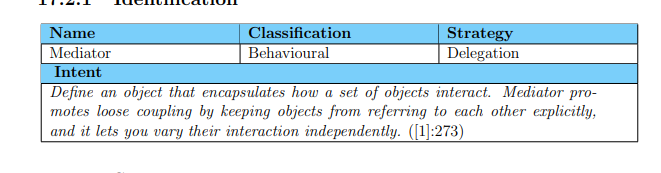 17.2.1 Identification
Name Classification Strategy
Mediator Behavioural Delegation
Intent
Define an object that encapsulates how a set of objects interact. Mediator pro-
motes loose coupling by keeping objects from referring to each other explicitly,
and it lets you vary their interaction independently. ([1]:273)